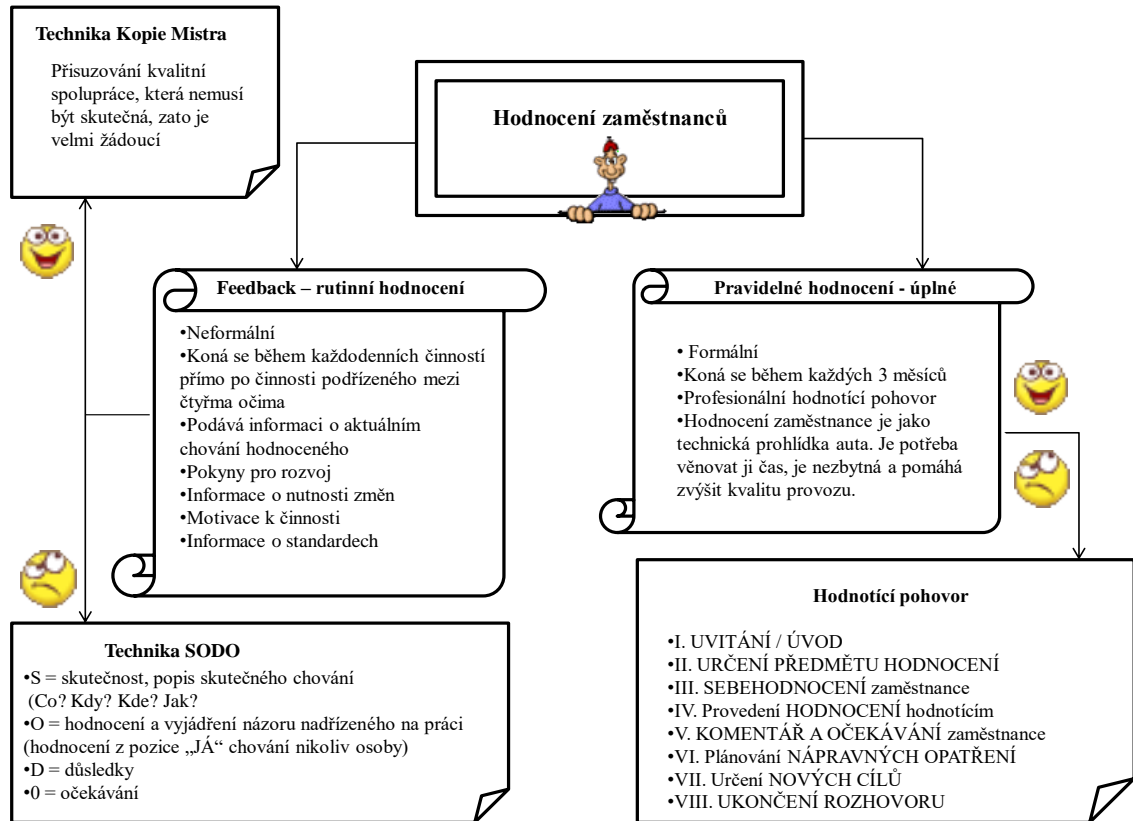 Technika Kopie Mistra
Přisuzování kvalitní
spolupráce, která nemusí
být skutečná, zato je
velmi žádoucí
Hodnocení zaměstnanců
Feedback – rutinní hodnocení
•Neformální
•Koná se během každodenních činností
přímo po činnosti podřízeného mezi
čtyřma očima
•Podává informaci o aktuálním
chování hodnoceného
•Pokyny pro rozvoj
•Informace o nutnosti změn
•Motivace k činnosti
•Informace o standardech
Pravidelné hodnocení - úplné
• Formální
•Koná se během každých 3 měsíců
•Profesionální hodnotící pohovor
•Hodnocení zaměstnance je jako
technická prohlídka auta. Je potřeba
věnovat ji čas, je nezbytná a pomáhá
zvýšit kvalitu provozu.
Technika SODO
•S = skutečnost, popis skutečného chování
(Co? Kdy? Kde? Jak?
•O = hodnocení a vyjádření názoru nadřízeného na práci
(hodnocení z pozice „JÁ“ chování nikoliv osoby)
•D = důsledky
•0 = očekávání
Hodnotící pohovor
•I. UVITÁNÍ / ÚVOD
•II. URČENÍ PŘEDMĚTU HODNOCENÍ
•III. SEBEHODNOCENÍ zaměstnance
•IV. Provedení HODNOCENÍ hodnotícím
•V. KOMENTÁŘ A OČEKÁVÁNÍ zaměstnance
•VI. Plánování NÁPRAVNÝCH OPATŘENÍ
•VII. Určení NOVÝCH CÍLŮ
•VIII. UKONČENÍ ROZHOVORU